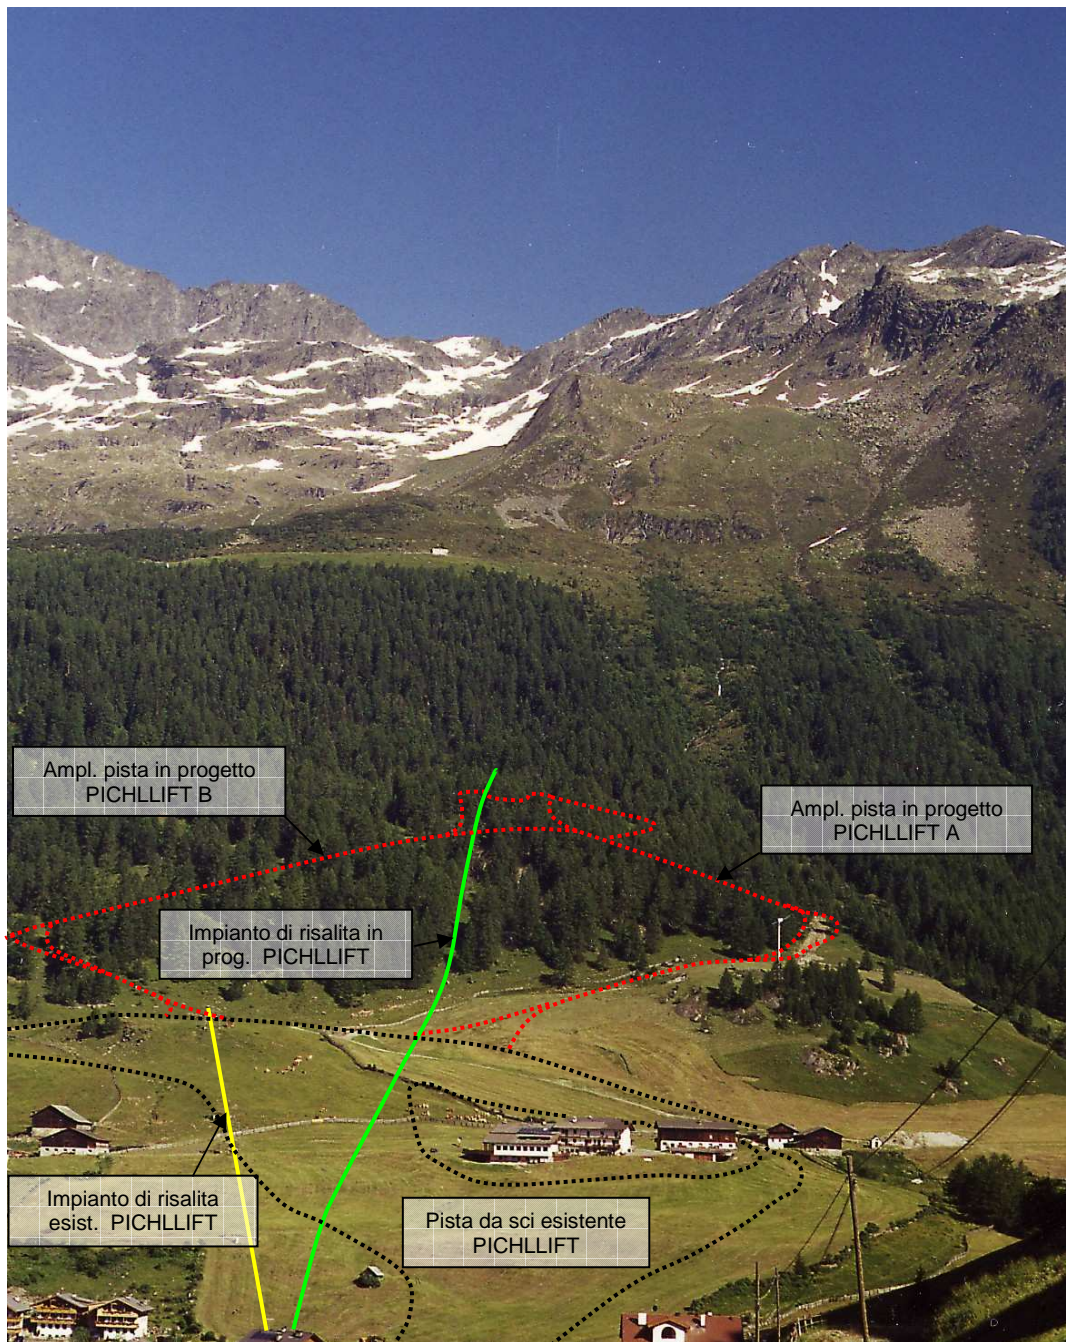 Ampl. pista in progetto
PICHLLIFT B
Ampl. pista in progetto
PICHLLIFT A
Impianto di risalita in
prog. PICHLLIFT
Impianto di risalita
esist. PICHLLIFT
Pista da sci esistente
PICHLLIFT